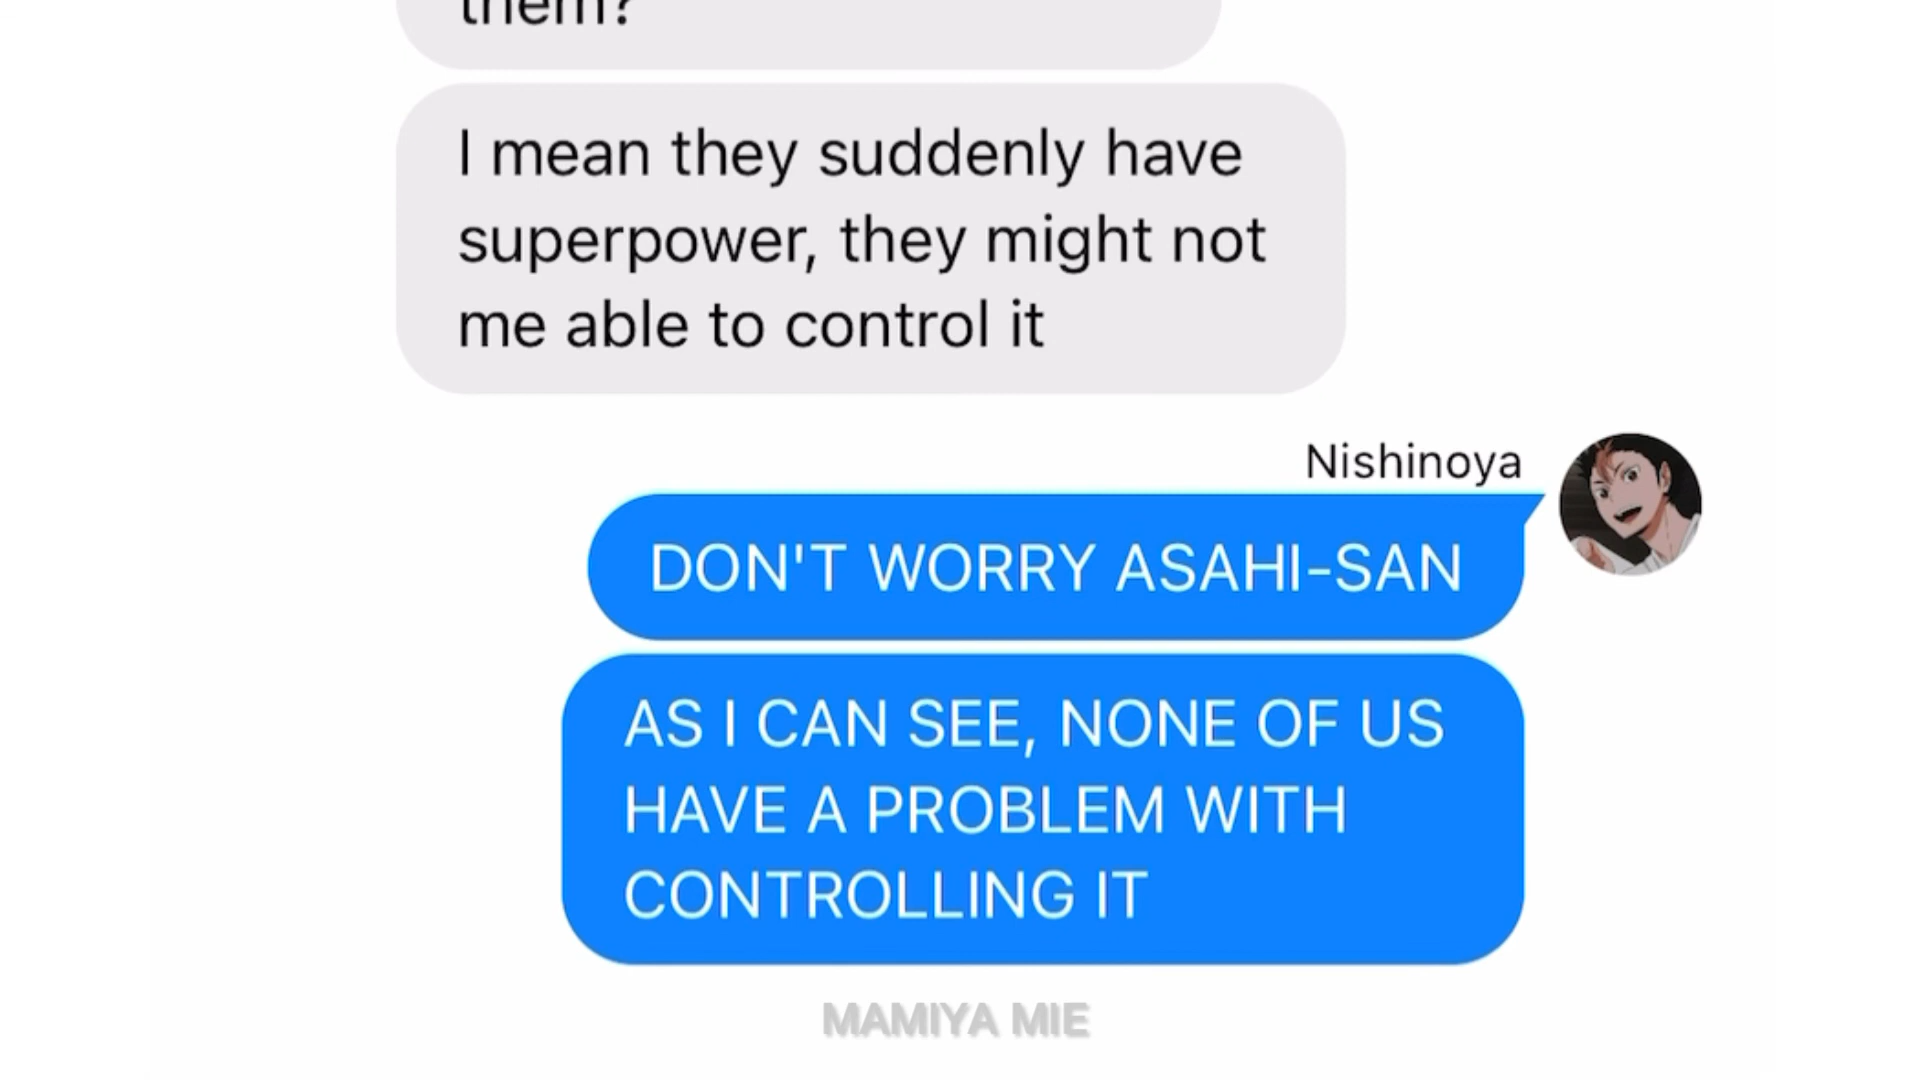 them?
I mean they suddenly have
superpower, they might not
me able to control it
Nishinoya
DON'T WORRY ASAHI-SAN
AS I CAN SEE, NONE OF US
HAVE A PROBLEM WITH
CONTROLLING IT
MAMIYA MIE